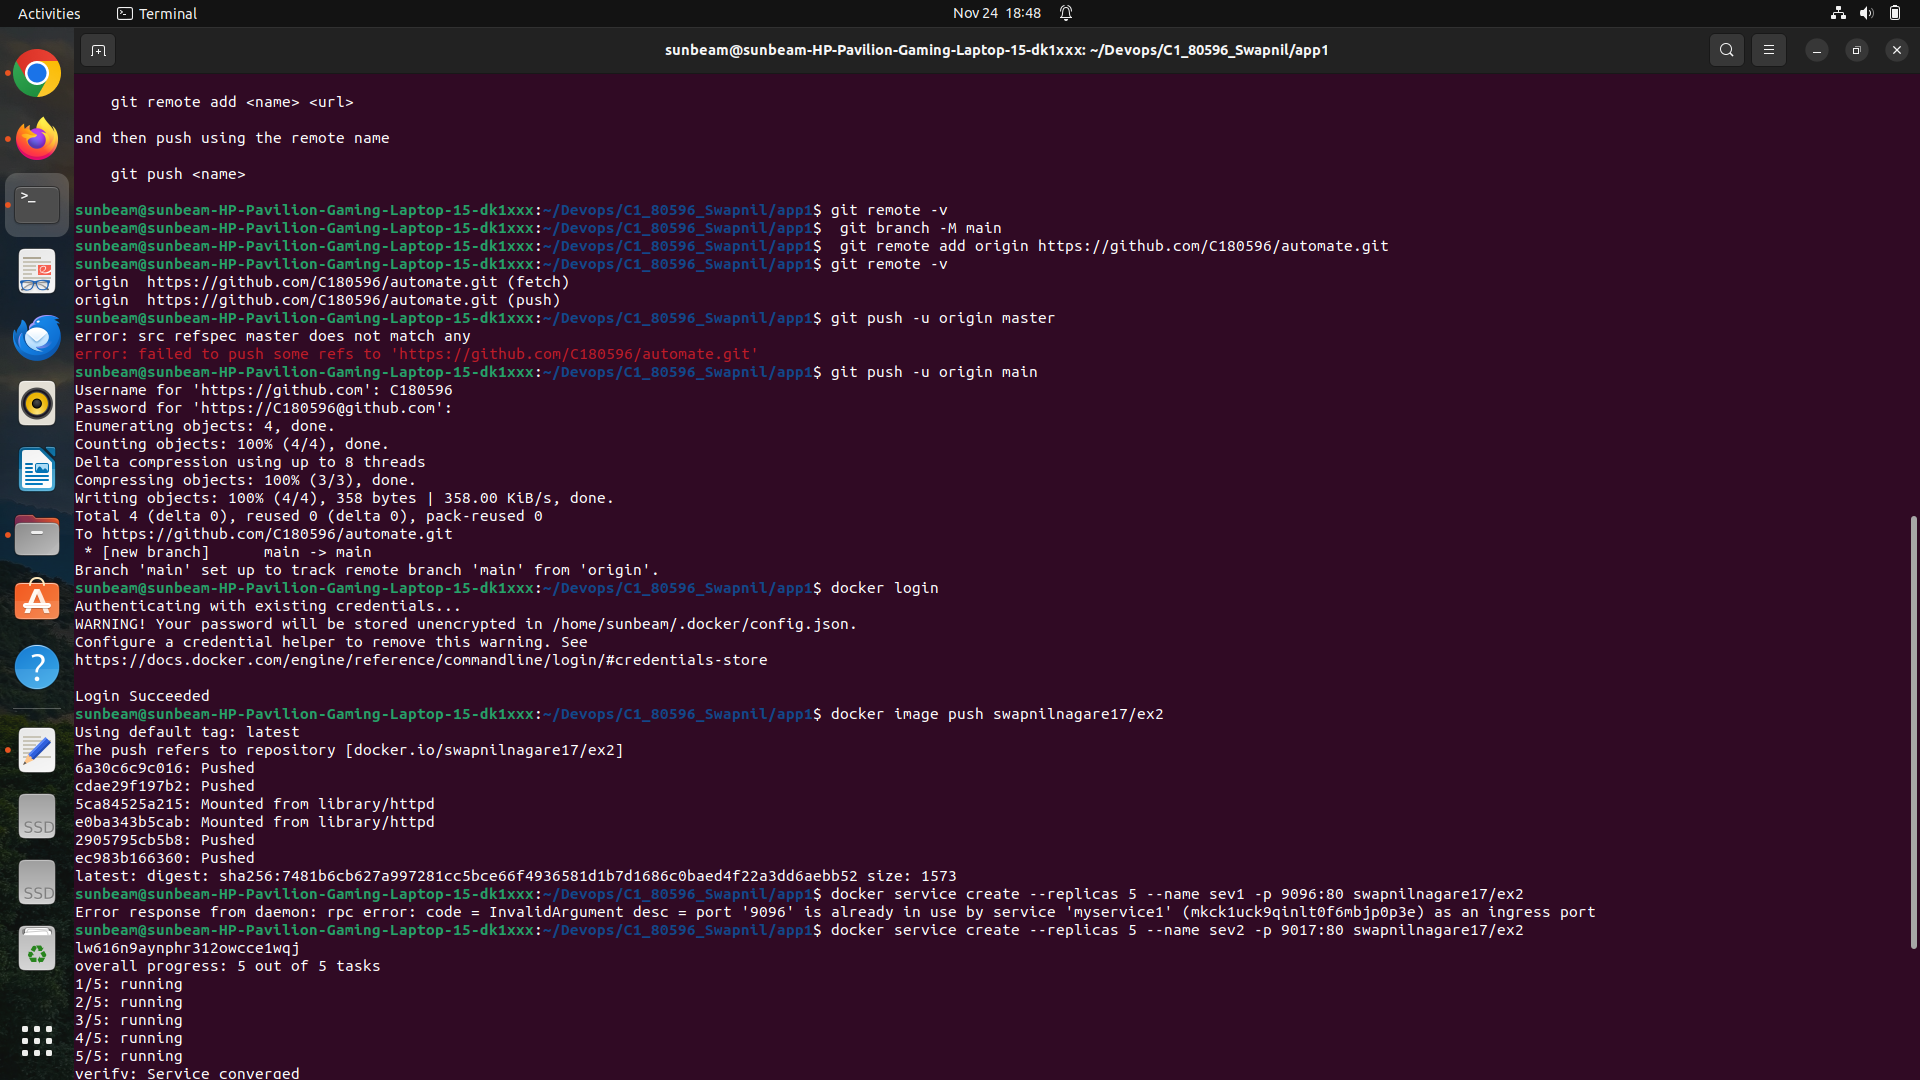 Activities
Terminal
Nov 24 18:48
sunbeam@sunbeam-HP-Pavilion-Gaming-Laptop-15-dk1xxx: ~/Devops/C1_80596_Swapnil/app1
    git remote add <name> <url>
and then push using the remote name
    git push <name>
sunbeam@sunbeam-HP-Pavilion-Gaming-Laptop-15-dk1xxx:~/Devops/C1_80596_Swapnil/app1$ git remote -v
sunbeam@sunbeam-HP-Pavilion-Gaming-Laptop-15-dk1xxx:~/Devops/C1_80596_Swapnil/app1$  git branch -M main
sunbeam@sunbeam-HP-Pavilion-Gaming-Laptop-15-dk1xxx:~/Devops/C1_80596_Swapnil/app1$  git remote add origin https://github.com/C180596/automate.git
sunbeam@sunbeam-HP-Pavilion-Gaming-Laptop-15-dk1xxx:~/Devops/C1_80596_Swapnil/app1$ git remote -v
origin  https://github.com/C180596/automate.git (fetch)
origin  https://github.com/C180596/automate.git (push)
sunbeam@sunbeam-HP-Pavilion-Gaming-Laptop-15-dk1xxx:~/Devops/C1_80596_Swapnil/app1$ git push -u origin master
error: src refspec master does not match any
error: failed to push some refs to 'https://github.com/C180596/automate.git'
sunbeam@sunbeam-HP-Pavilion-Gaming-Laptop-15-dk1xxx:~/Devops/C1_80596_Swapnil/app1$ git push -u origin main
Username for 'https://github.com': C180596
Password for 'https://C180596@github.com':
Enumerating objects: 4, done.
Counting objects: 100% (4/4), done.
Delta compression using up to 8 threads
Compressing objects: 100% (3/3), done.
Writing objects: 100% (4/4), 358 bytes | 358.00 KiB/s, done.
Total 4 (delta 0), reused 0 (delta 0), pack-reused 0
To https://github.com/C180596/automate.git
 * [new branch]      main -> main
Branch 'main' set up to track remote branch 'main' from 'origin'.
sunbeam@sunbeam-HP-Pavilion-Gaming-Laptop-15-dk1xxx:~/Devops/C1_80596_Swapnil/app1$ docker login
Authenticating with existing credentials...
WARNING! Your password will be stored unencrypted in /home/sunbeam/.docker/config.json.
Configure a credential helper to remove this warning. See
https://docs.docker.com/engine/reference/commandline/login/#credentials-store
Login Succeeded
sunbeam@sunbeam-HP-Pavilion-Gaming-Laptop-15-dk1xxx:~/Devops/C1_80596_Swapnil/app1$ docker image push swapnilnagare17/ex2
Using default tag: latest
The push refers to repository [docker.io/swapnilnagare17/ex2]
6a30c6c9c016: Pushed
cdae29f197b2: Pushed
5ca84525a215: Mounted from library/httpd
e0ba343b5cab: Mounted from library/httpd
2905795cb5b8: Pushed
ec983b166360: Pushed
latest: digest: sha256:7481b6cb627a997281cc5bce66f4936581d1b7d1686c0baed4f22a3dd6aebb52 size: 1573
sunbeam@sunbeam-HP-Pavilion-Gaming-Laptop-15-dk1xxx:~/Devops/C1_80596_Swapnil/app1$ docker service create --replicas 5 --name sev1 -p 9096:80 swapnilnagare17/ex2
Error response from daemon: rpc error: code = InvalidArgument desc = port '9096' is already in use by service 'myservice1' (mkck1uck9qinlt0f6mbjp0p3e) as an ingress port
sunbeam@sunbeam-HP-Pavilion-Gaming-Laptop-15-dk1xxx:~/Devops/C1_80596_Swapnil/app1$ docker service create --replicas 5 --name sev2 -p 9017:80 swapnilnagare17/ex2
lw616n9aynphr312owcce1wqj
overall progress: 5 out of 5 tasks
1/5: running
2/5: running
3/5: running
4/5: running
5/5: running
verify: Service converged
SSD
SSD